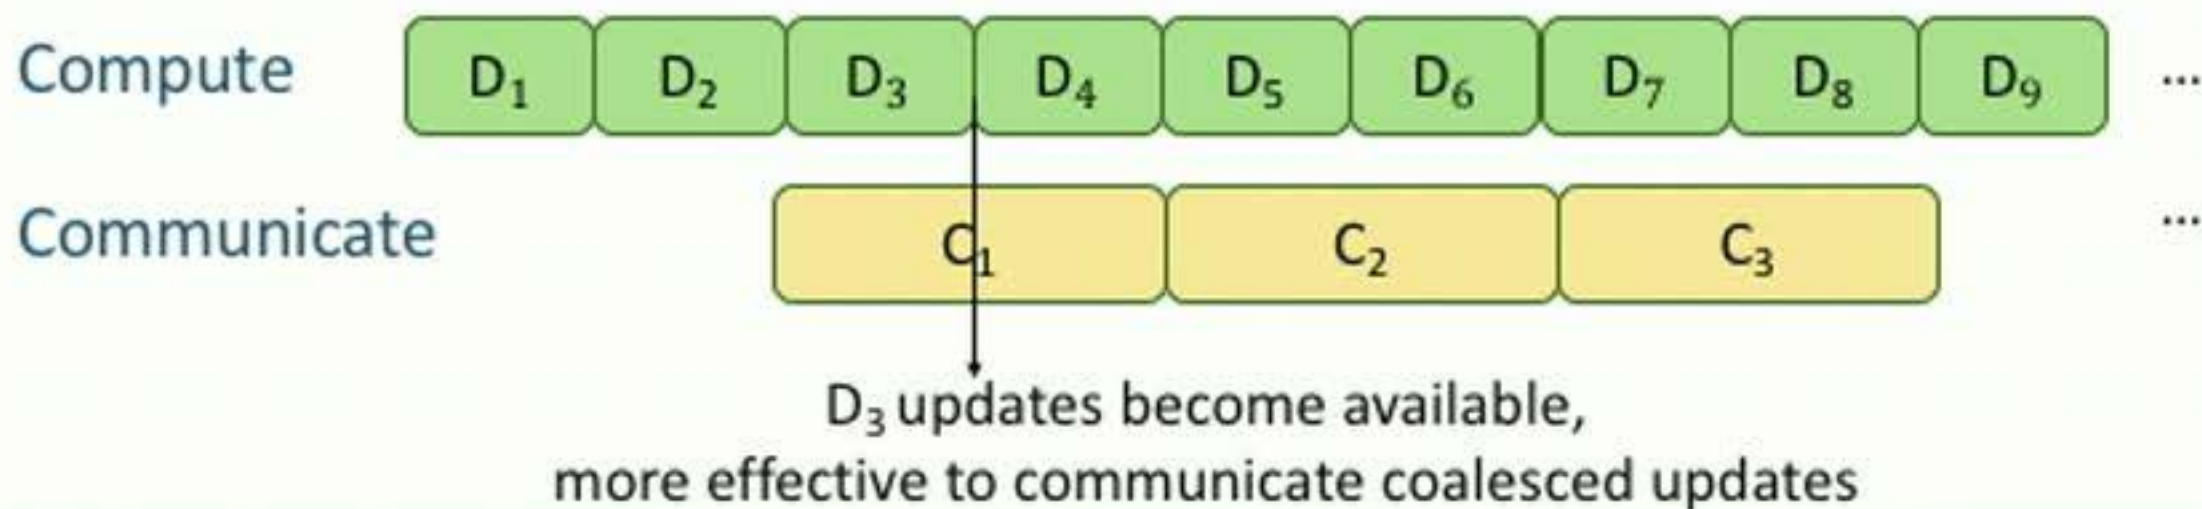 Compute D₁ D₂ D₃ D₄ D₅ D₆ D₇ D₈ D₉ ...
Communicate C₁ C₂ C₃ ...
D₃ updates become available,
more effective to communicate coalesced updates